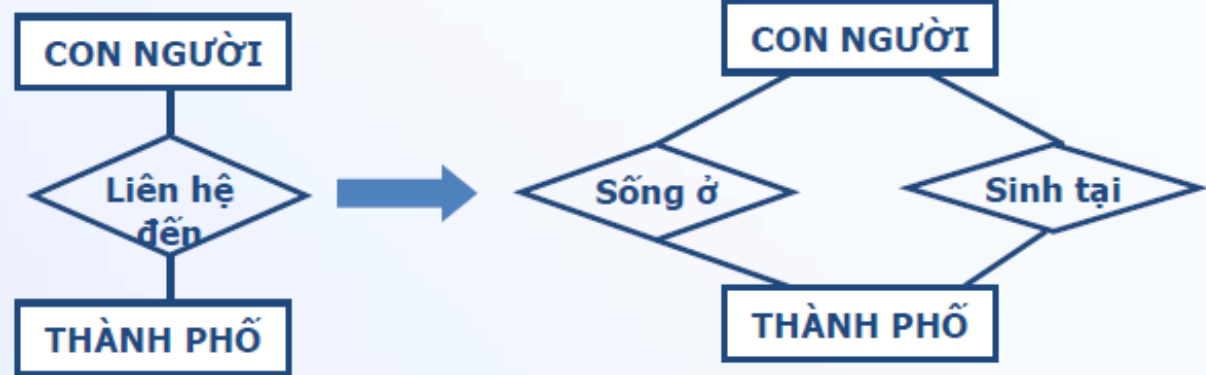 CON NGƯỜI
Liên hệ
đến
THÀNH PHỐ
CON NGƯỜI
Sống ở
Sinh tại
THÀNH PHỐ